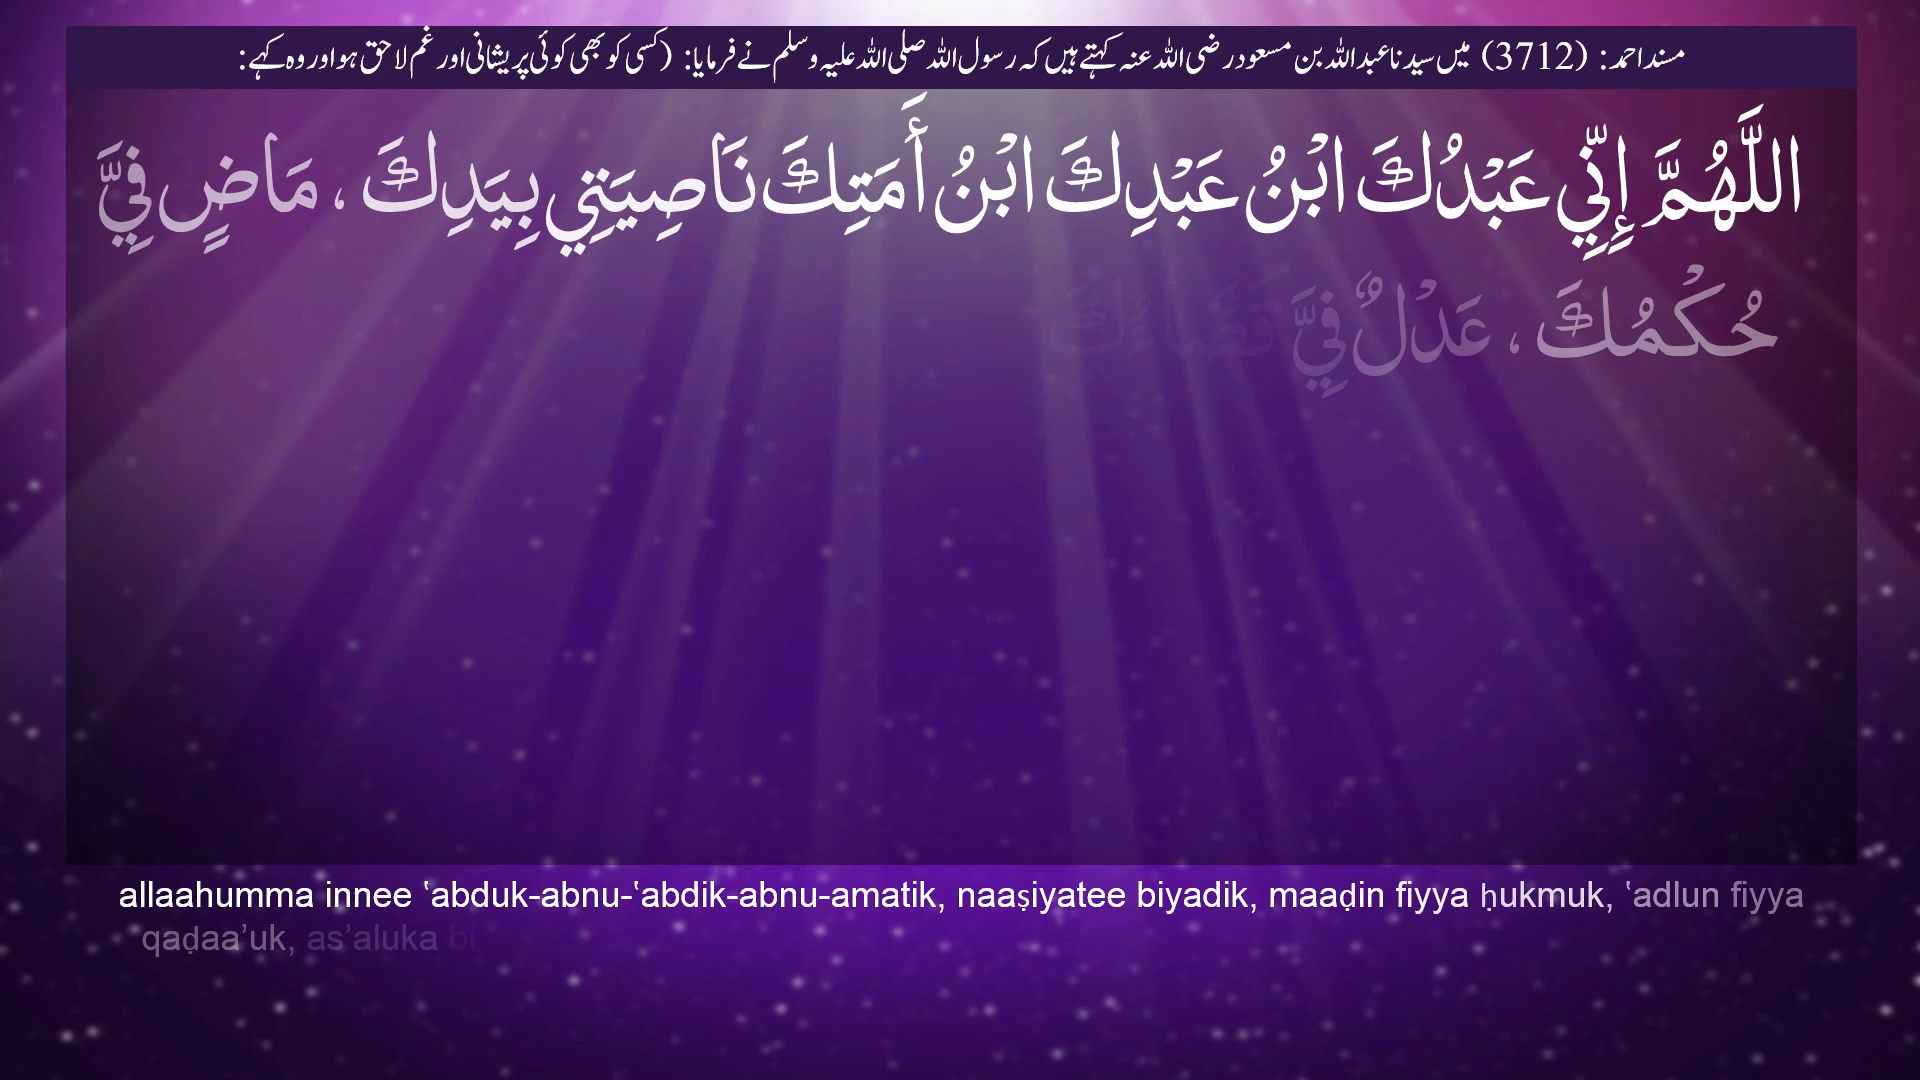 مسند احمد: (3712) میں سیدنا عبد اللہ بن مسعود رضی اللہ عنہ کہتے ہیں کہ رسول اللہ صلی اللہ علیہ وسلم نے فرمایا: (کسی کو بھی کوئی پریشانی اور غم لاحق ہو اور وہ کہے:
اللَّهُمَّ إِنِّي عَبْدُكَ ابْنُ عَبْدِكَ ابْنُ أَمَتِكَ نَاصِيَتِي بِيَدِكَ ، مَاضٍ فِيَّ
حُكْمُكَ ، عَدْلٌ فِيَّ قَضَاءُكَ
allaahumma innee ‛abduk-abnu-‛abdik-abnu-amatik, naaṣiyatee biyadik, maaḍin fiyya ḥukmuk, ‛adlun fiyya
qaḍaa’uk, as’aluka bi